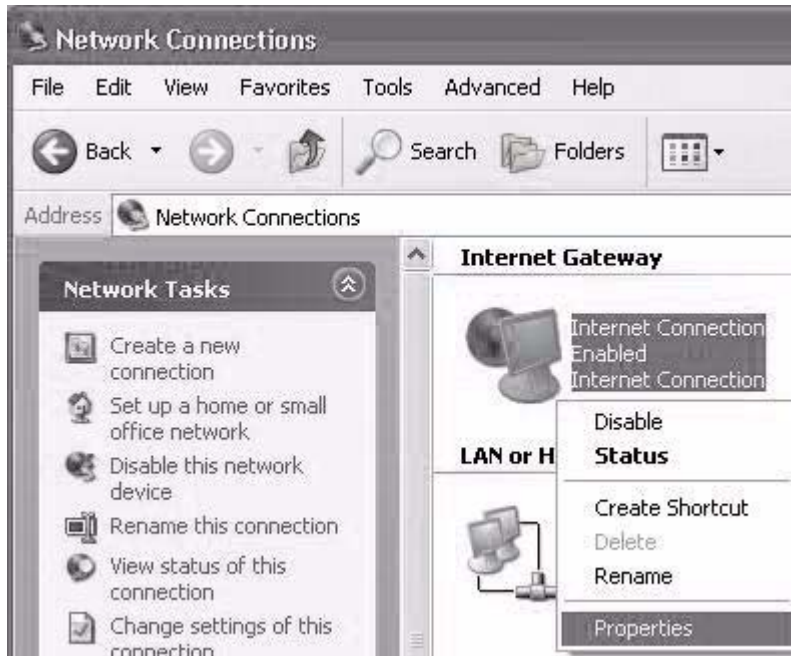 Network Connections
File Edit View Favorites Tools Advanced Help
Back Search Folders
Address Network Connections
Network Tasks
Create a new
connection
Set up a home or small
office network
Disable this network
device
Rename this connection
View status of this
connection
Change settings of this
connection
Internet Gateway
Internet Connection
Enabled
Internet Connection
LAN or H
Disable
Status
Create Shortcut
Delete
Rename
Properties